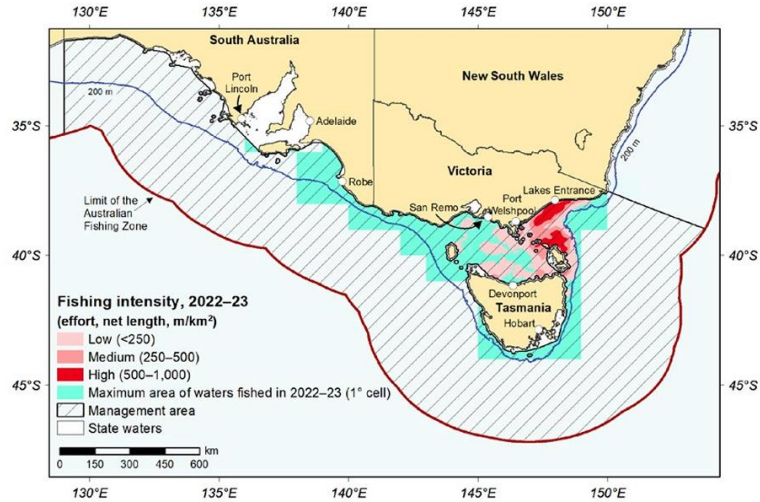 130°E 135°E 140°E 145°E 150°E
South Australia
New South Wales
Port
Lincoln
200 m
Adelaide
35°S
35°S
200 m
Victoria
Robe
Lakes Entrance
Port
Welshpool
San Remo
Limit of the
Australian
Fishing Zone
40°S
40°S
Devonport
Tasmania
Hobart
Fishing intensity, 2022–23
(effort, net length, m/km²)
Low (<250)
Medium (250–500)
High (500–1,000)
Maximum area of waters fished in 2022–23 (1° cell)
Management area
State waters
45°S
45°S
km
0 150 300 450 600
130°E 135°E 140°E 145°E 150°E